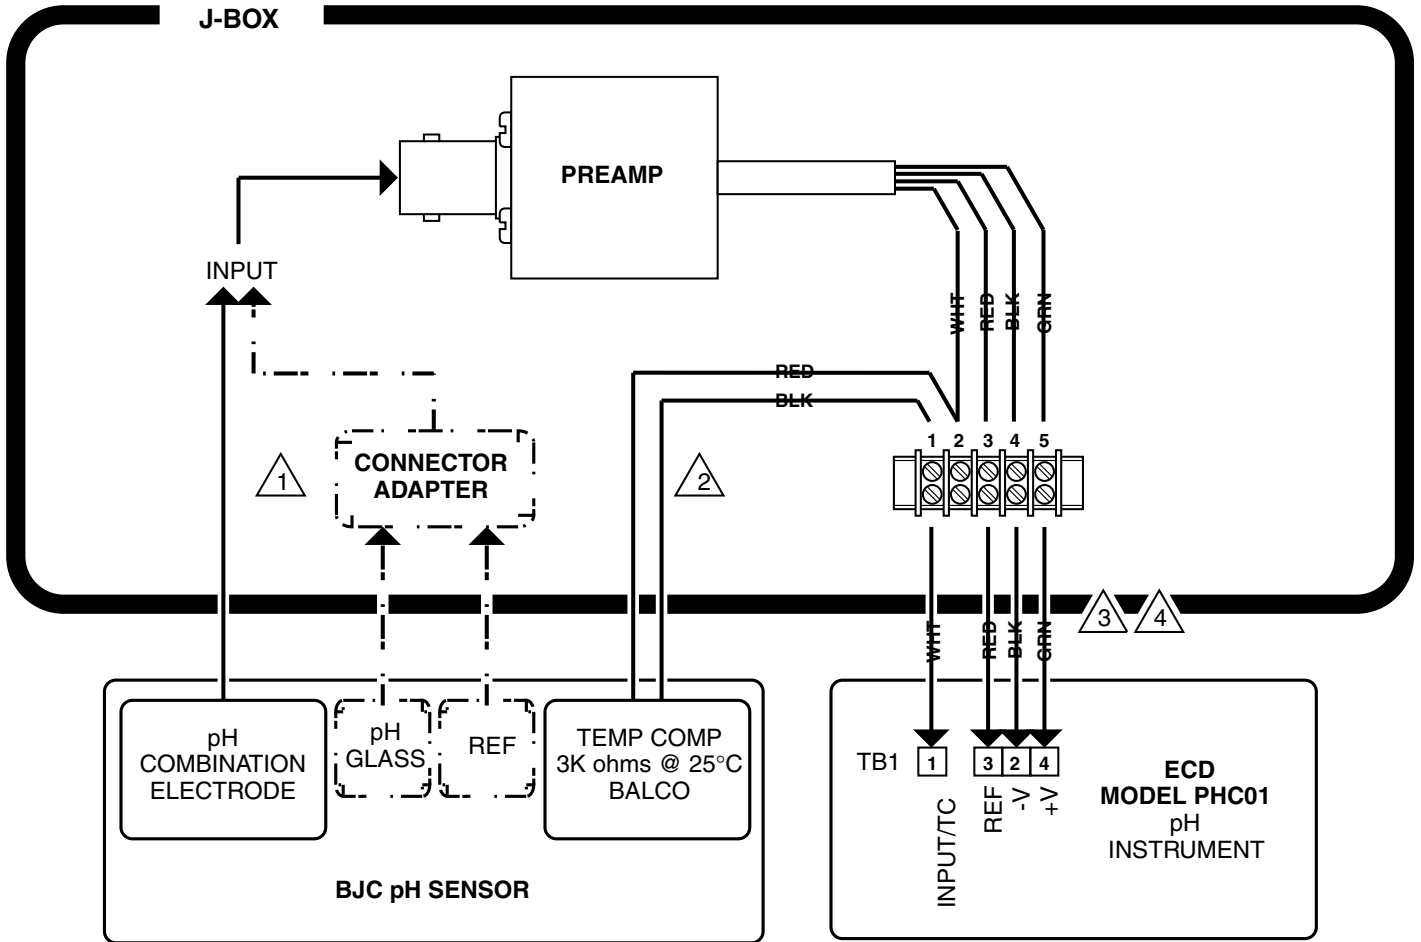 J-BOX
PREAMP
INPUT
WHT
RED
BLK
GRN
RED
BLK
1 2 3 4 5
1
CONNECTOR
ADAPTER
2
3
4
WHT
RED
BLK
GRN
pH
COMBINATION
ELECTRODE
pH
GLASS
REF
TEMP COMP
3K ohms @ 25°C
BALCO
BJC pH SENSOR
TB1
1 3 2 4
INPUT/TC
REF
-V
+V
ECD
MODEL PHC01
pH
INSTRUMENT